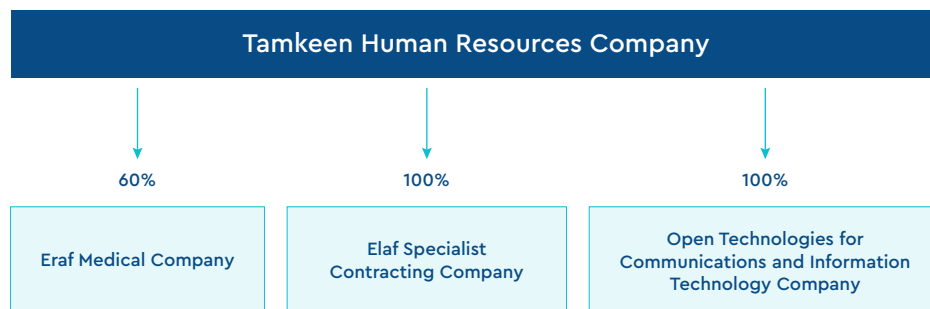 Tamkeen Human Resources Company
60%
100%
100%
Eraf Medical Company
Elaf Specialist
Contracting Company
Open Technologies for
Communications and Information
Technology Company